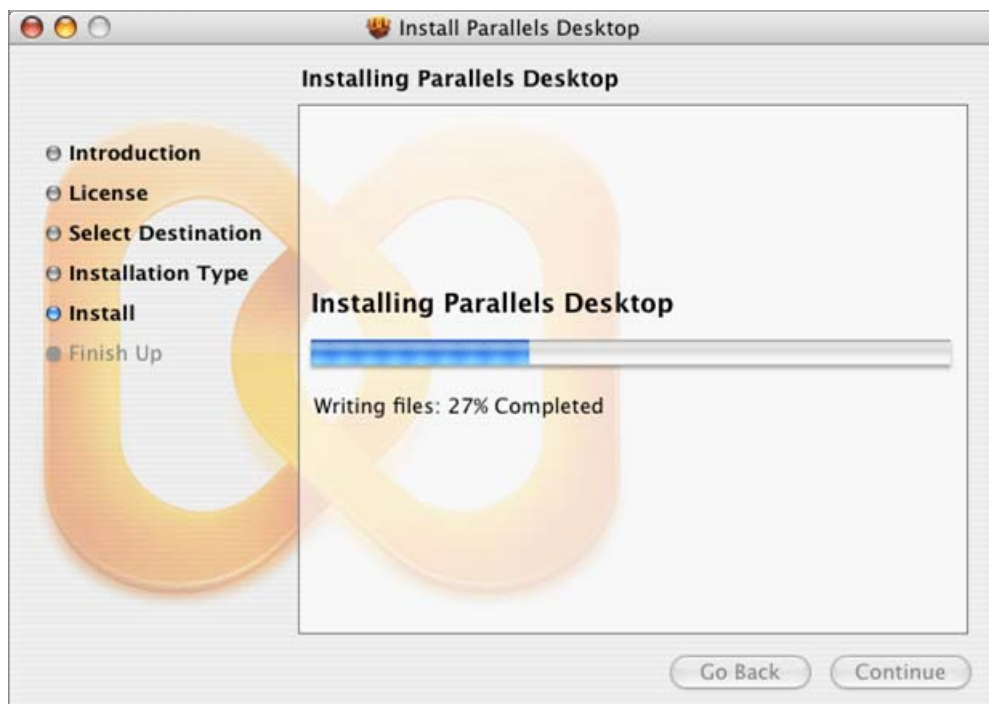 Install Parallels Desktop
Installing Parallels Desktop
Introduction
License
Select Destination
Installation Type
Install
Finish Up
Installing Parallels Desktop
Writing files: 27% Completed
Go Back
Continue